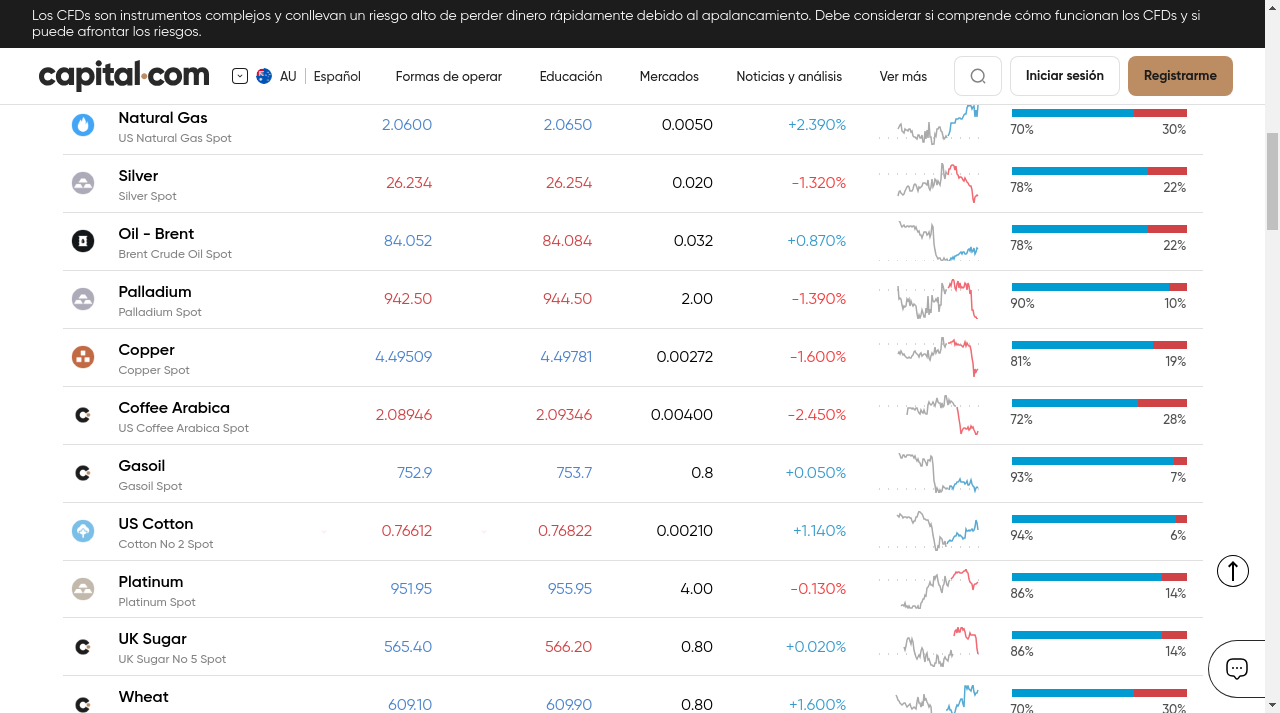 Los CFDs son instrumentos complejos y conllevan un riesgo alto de perder dinero rápidamente debido al apalancamiento. Debe considerar si comprende cómo funcionan los CFDs y si
puede afrontar los riesgos.
capital.com AU Español Formas de operar Educación Mercados Noticias y análisis Ver más Iniciar sesión Registrarme
Natural Gas 2.0600 2.0650 0.0050 +2.390%
US Natural Gas Spot 70% 30%
Silver 26.234 26.254 0.020 -1.320%
Silver Spot 78% 22%
Oil - Brent 84.052 84.084 0.032 +0.870%
Brent Crude Oil Spot 78% 22%
Palladium 942.50 944.50 2.00 -1.390%
Palladium Spot 90% 10%
Copper 4.49509 4.49781 0.00272 -1.600%
Copper Spot 81% 19%
Coffee Arabica 2.08946 2.09346 0.00400 -2.450%
US Coffee Arabica Spot 72% 28%
Gasoil 752.9 753.7 0.8 +0.050%
Gasoil Spot 93% 7%
US Cotton 0.76612 0.76822 0.00210 +1.140%
Cotton No 2 Spot 94% 6%
Platinum 951.95 955.95 4.00 -0.130%
Platinum Spot 86% 14%
UK Sugar 565.40 566.20 0.80 +0.020%
UK Sugar No 5 Spot 86% 14%
Wheat 609.10 609.90 0.80 +1.600%
70% 30%